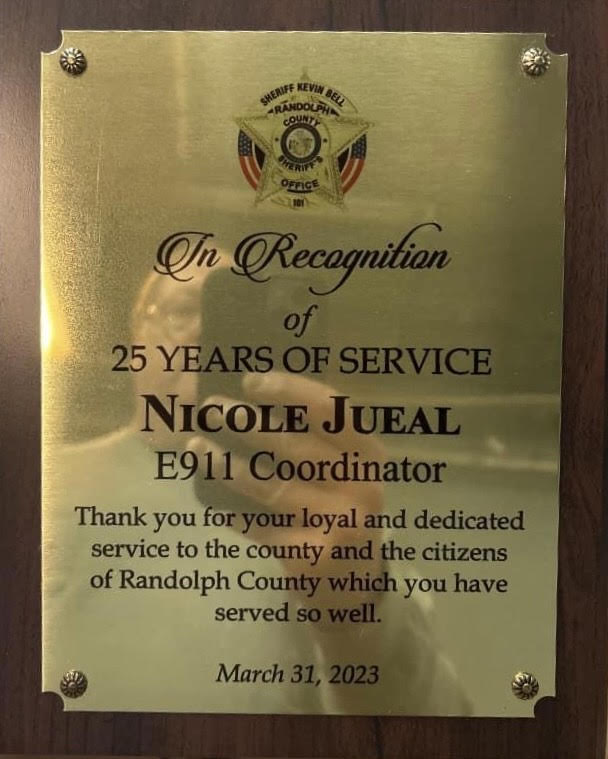 SHERIFF KEVIN BELL
RANDOLPH
COUNTY
SHERIFF'S
OFFICE
101
In Recognition
of
25 YEARS OF SERVICE
NICOLE JUEAL
E911 Coordinator
Thank you for your loyal and dedicated
service to the county and the citizens
of Randolph County which you have
served so well.
March 31, 2023